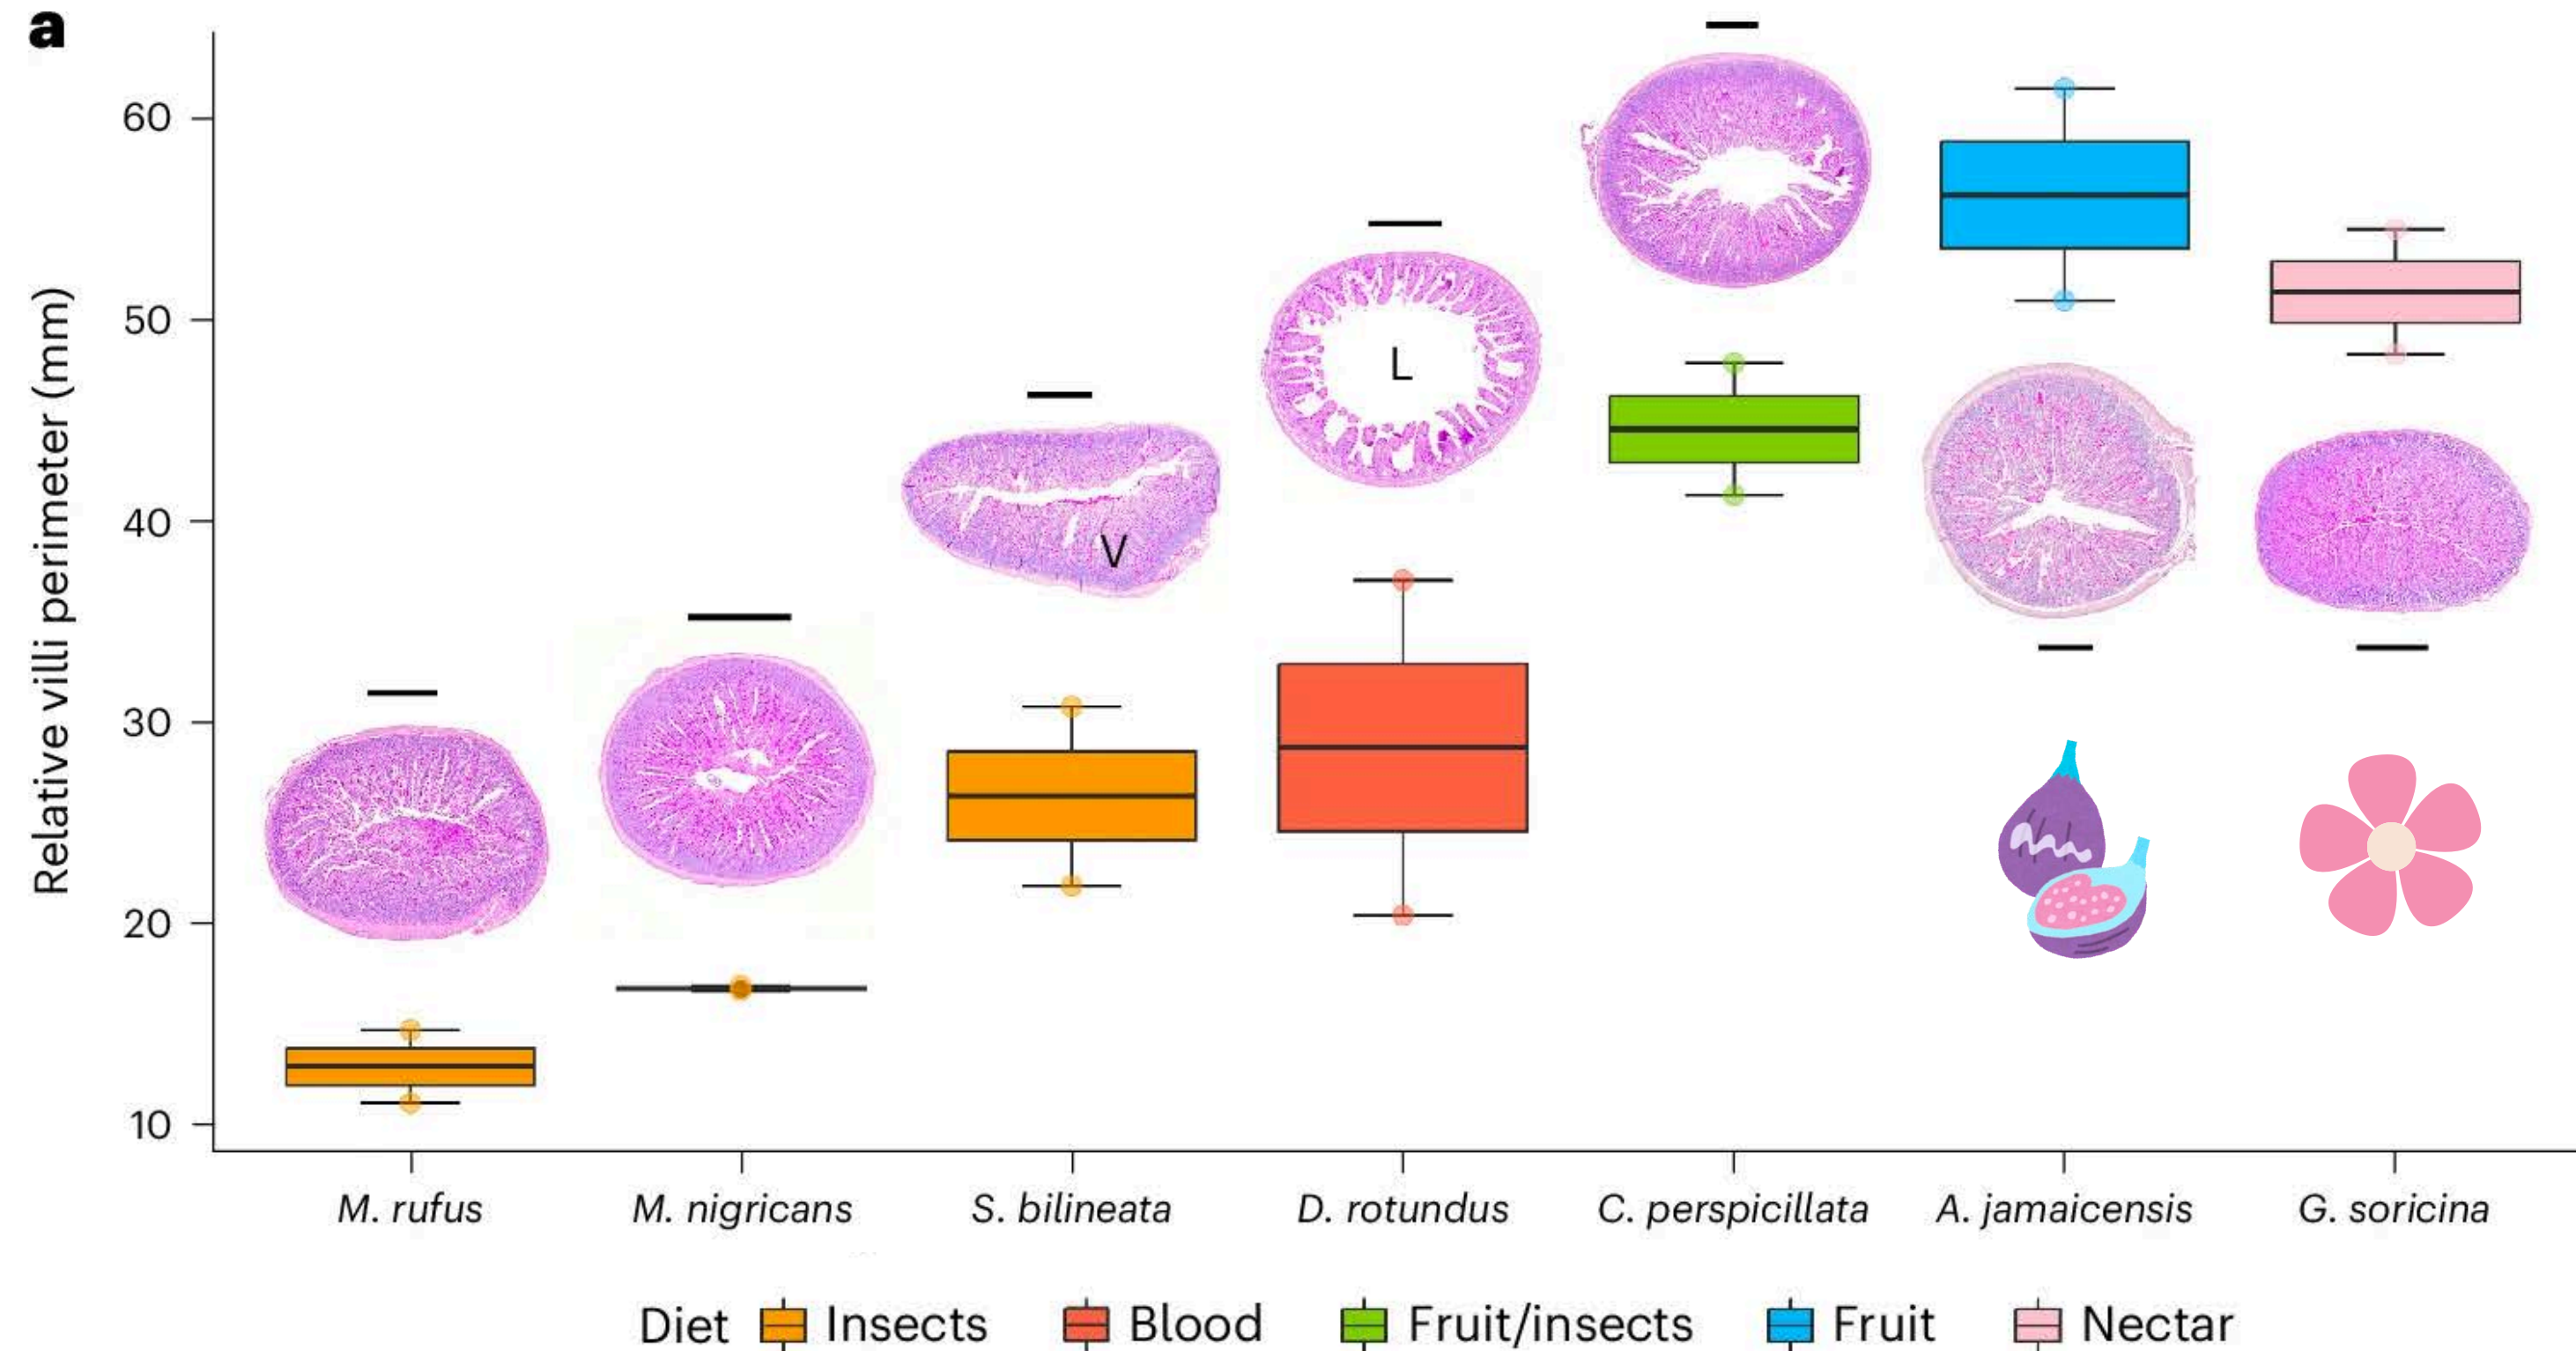 a
Relative villi perimeter (mm)
60
50
40
30
20
10
L
V
M. rufus M. nigricans S. bilineata D. rotundus C. perspicillata A. jamaicensis G. soricina
Diet Insects Blood Fruit/insects Fruit Nectar